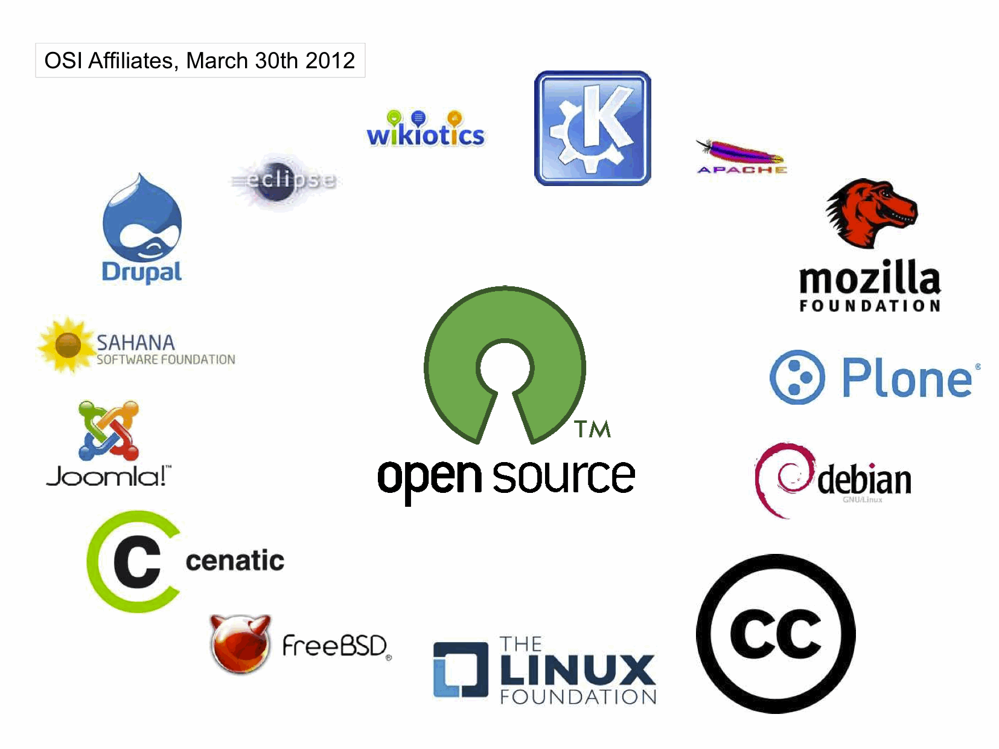 OSI Affiliates, March 30th 2012
K
wikiotics
APACHE
eclipse
Drupal
mozilla
FOUNDATION
SAHANA
SOFTWARE FOUNDATION
Plone®
TM
open source
Joomla!™
debian
GNU/Linux
C
cenatic
cc
FreeBSD®
THE
LINUX
FOUNDATION